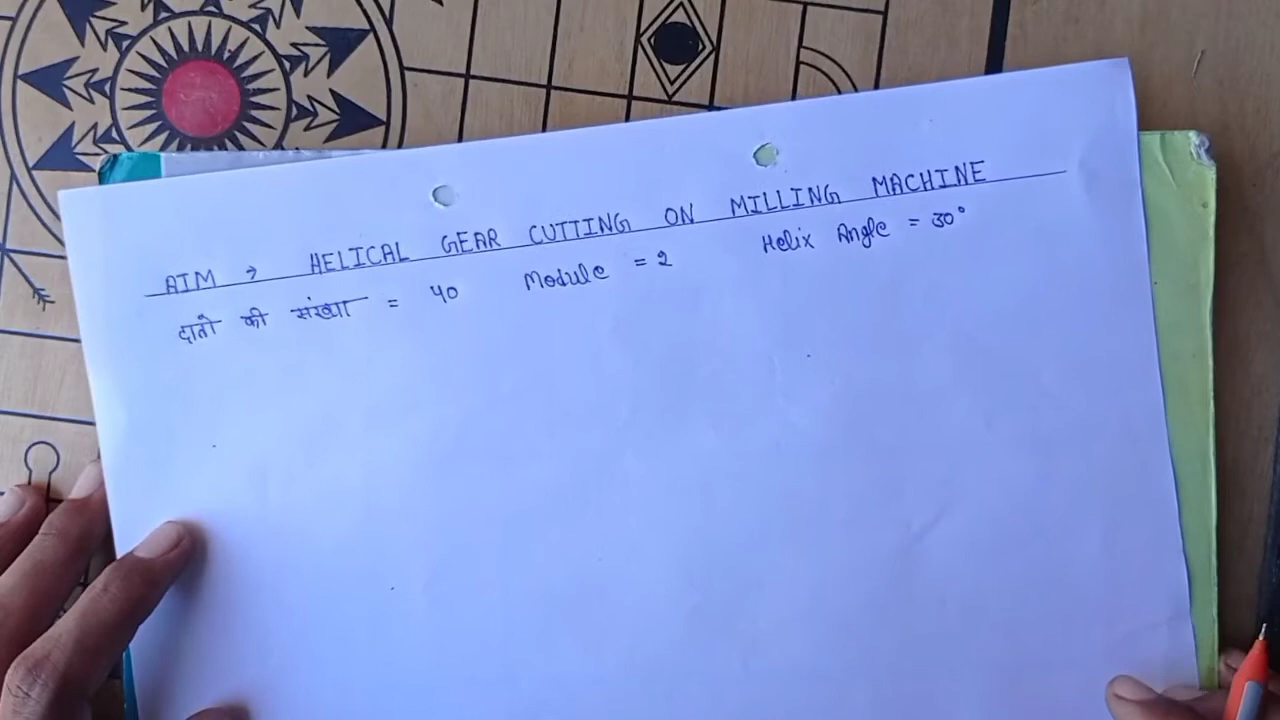 AIM → HELICAL GEAR CUTTING ON MILLING MACHINE
दातो की संख्या = 40 Module = 2 Helix Angle = 30°